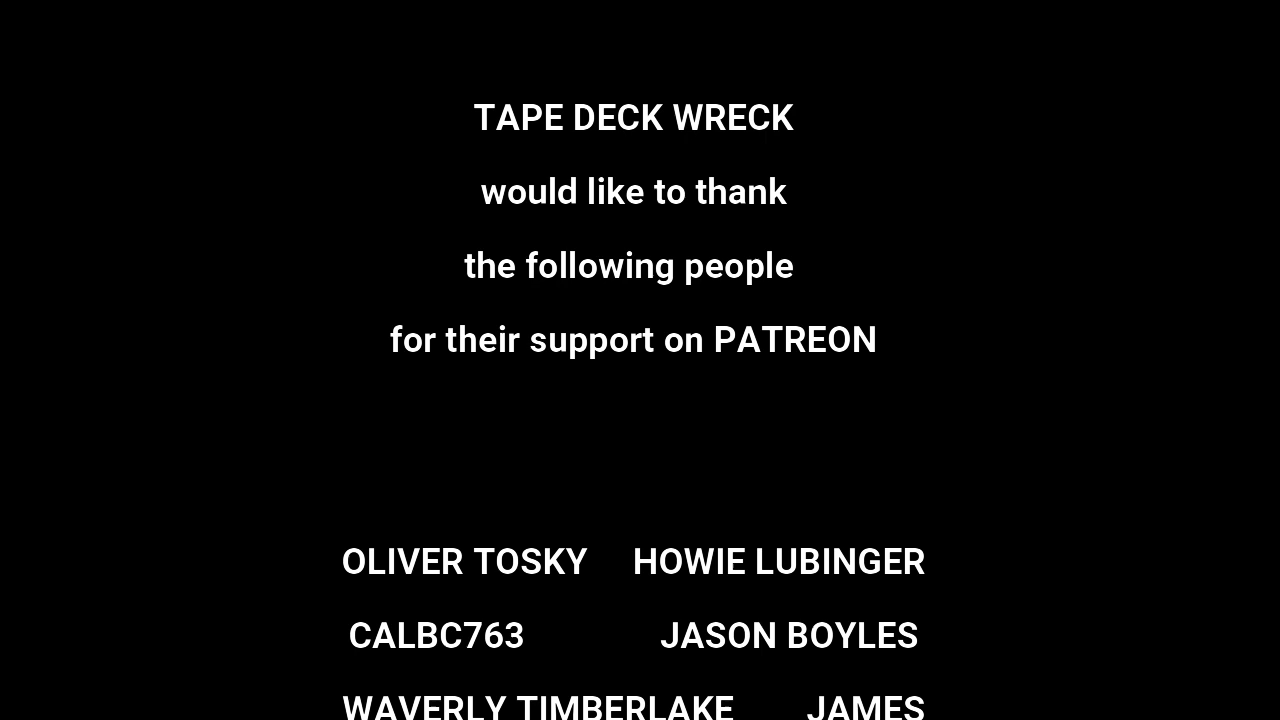 TAPE DECK WRECK
would like to thank
the following people
for their support on PATREON
OLIVER TOSKY HOWIE LUBINGER
CALBC763 JASON BOYLES
WAVERLY TIMBERLAKE JAMES